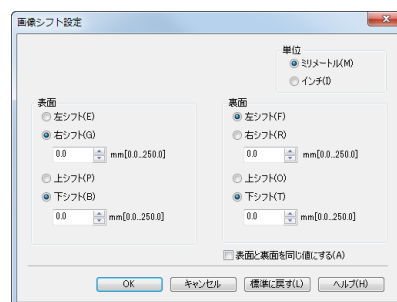 画像シフト設定
単位
ミリメートル(M)
インチ(I)
表面
左シフト(E)
右シフト(G)
0.0 mm[0.0...250.0]
上シフト(P)
下シフト(B)
0.0 mm[0.0...250.0]
裏面
左シフト(F)
右シフト(R)
0.0 mm[0.0...250.0]
上シフト(O)
下シフト(T)
0.0 mm[0.0...250.0]
表面と裏面を同じ値にする(A)
OK キャンセル 標準に戻す(L) ヘルプ(H)